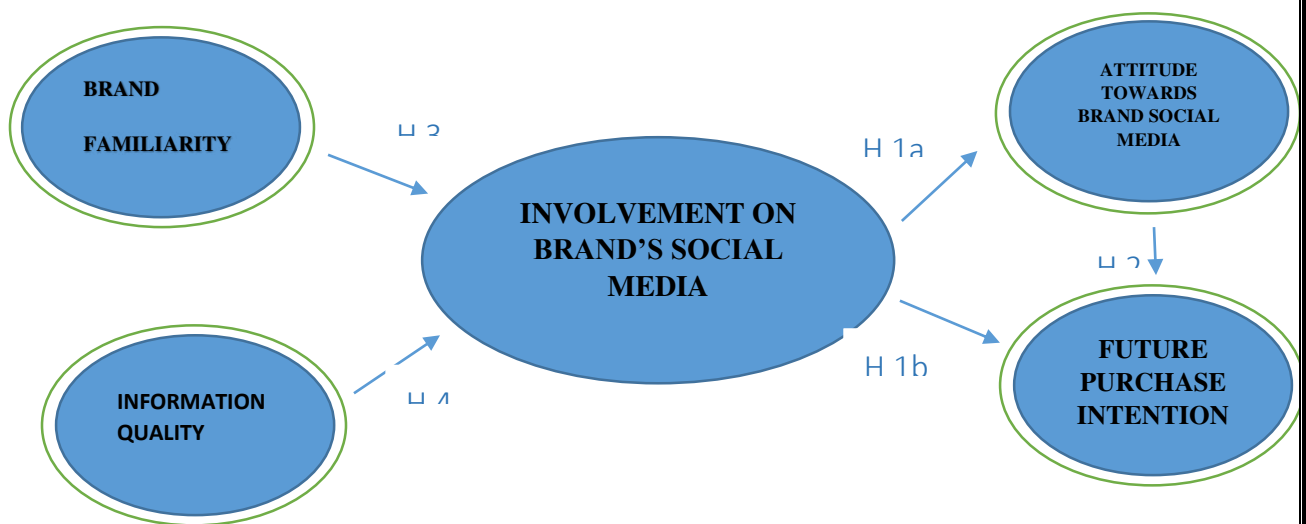 BRAND
FAMILIARITY
INVOLVEMENT ON
BRAND’S SOCIAL
MEDIA
INFORMATION
QUALITY
H 1a
H 1b
ATTITUDE
TOWARDS
BRAND SOCIAL
MEDIA
FUTURE
PURCHASE
INTENTION